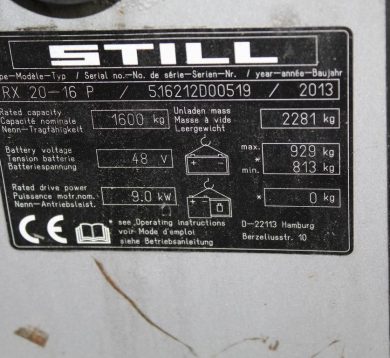 STILL
pe-Modèle-Typ / Serial no.-No. de série-Serien-Nr. / year-année-Baujahr
RX 20-16 P / 516212D00519 / 2013
Rated capacity
Capacité nominale 1600 kg
Nenn-Tragfähigkeit
Unladen mass
Masse à vide 2281 kg
Leergewicht
Battery voltage
Tension batterie 48 V
Batteriespannung
max. 929 kg
* min. 813 kg
Rated drive power
Puissance motr.nom. 9.0 kW
Nenn-Antriebsleist.
* 0 kg
CE
* see Operating instructions
voir Mode d'emploi
siehe Betriebsanleitung
D-22113 Hamburg
Berzeliusstr. 10